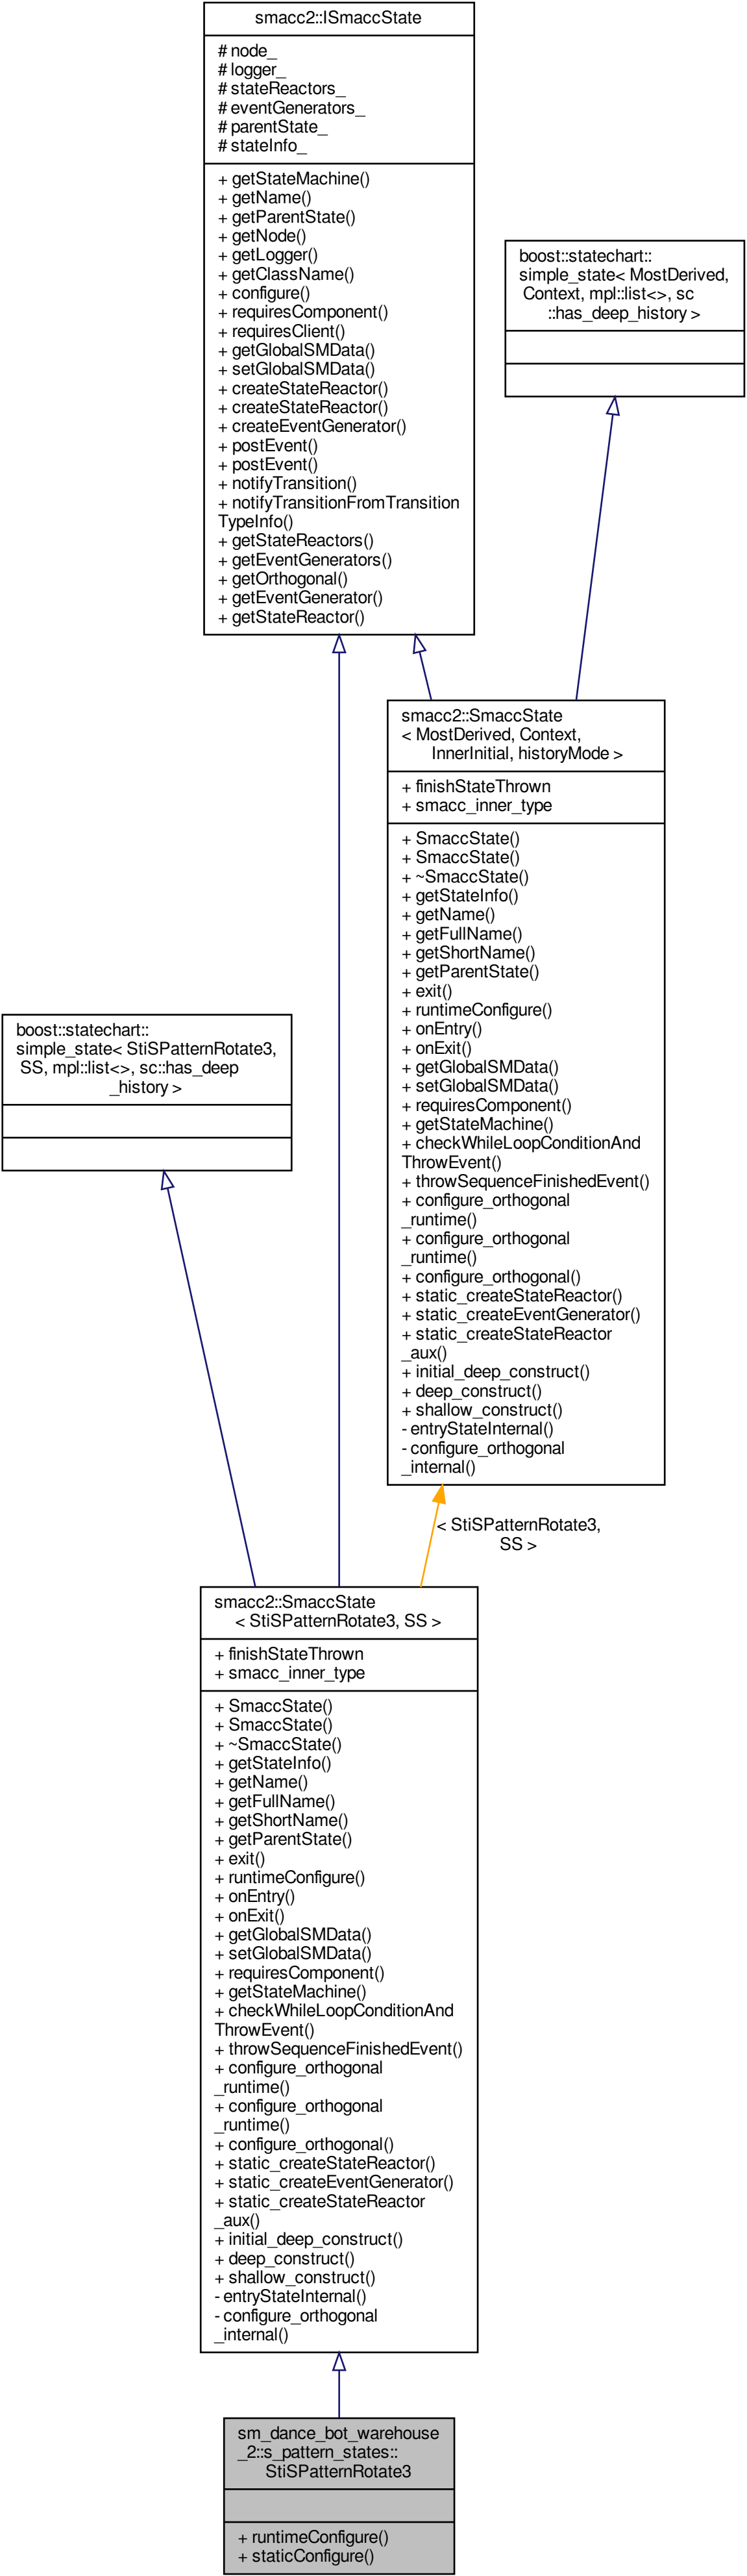 smacc2::ISmaccState
# node_
# logger_
# stateReactors_
# eventGenerators_
# parentState_
# stateInfo_
+ getStateMachine()
+ getName()
+ getParentState()
+ getNode()
+ getLogger()
+ getClassName()
+ configure()
+ requiresComponent()
+ requiresClient()
+ getGlobalSMData()
+ setGlobalSMData()
+ createStateReactor()
+ createStateReactor()
+ createEventGenerator()
+ postEvent()
+ postEvent()
+ notifyTransition()
+ notifyTransitionFromTransition
TypeInfo()
+ getStateReactors()
+ getEventGenerators()
+ getOrthogonal()
+ getEventGenerator()
+ getStateReactor()
boost::statechart::
simple_state< MostDerived,
Context, mpl::list<>, sc
::has_deep_history >
smacc2::SmaccState
< MostDerived, Context,
InnerInitial, historyMode >
+ finishStateThrown
+ smacc_inner_type
+ SmaccState()
+ SmaccState()
+ ~SmaccState()
+ getStateInfo()
+ getName()
+ getFullName()
+ getShortName()
+ getParentState()
+ exit()
+ runtimeConfigure()
+ onEntry()
+ onExit()
+ getGlobalSMData()
+ setGlobalSMData()
+ requiresComponent()
+ getStateMachine()
+ checkWhileLoopConditionAnd
ThrowEvent()
+ throwSequenceFinishedEvent()
+ configure_orthogonal
_runtime()
+ configure_orthogonal
_runtime()
+ configure_orthogonal()
+ static_createStateReactor()
+ static_createEventGenerator()
+ static_createStateReactor
_aux()
+ initial_deep_construct()
+ deep_construct()
+ shallow_construct()
- entryStateInternal()
- configure_orthogonal
_internal()
boost::statechart::
simple_state< StiSPatternRotate3,
SS, mpl::list<>, sc::has_deep
_history >
< StiSPatternRotate3,
SS >
smacc2::SmaccState
< StiSPatternRotate3, SS >
+ finishStateThrown
+ smacc_inner_type
+ SmaccState()
+ SmaccState()
+ ~SmaccState()
+ getStateInfo()
+ getName()
+ getFullName()
+ getShortName()
+ getParentState()
+ exit()
+ runtimeConfigure()
+ onEntry()
+ onExit()
+ getGlobalSMData()
+ setGlobalSMData()
+ requiresComponent()
+ getStateMachine()
+ checkWhileLoopConditionAnd
ThrowEvent()
+ throwSequenceFinishedEvent()
+ configure_orthogonal
_runtime()
+ configure_orthogonal
_runtime()
+ configure_orthogonal()
+ static_createStateReactor()
+ static_createEventGenerator()
+ static_createStateReactor
_aux()
+ initial_deep_construct()
+ deep_construct()
+ shallow_construct()
- entryStateInternal()
- configure_orthogonal
_internal()
sm_dance_bot_warehouse
_2::s_pattern_states::
StiSPatternRotate3
+ runtimeConfigure()
+ staticConfigure()